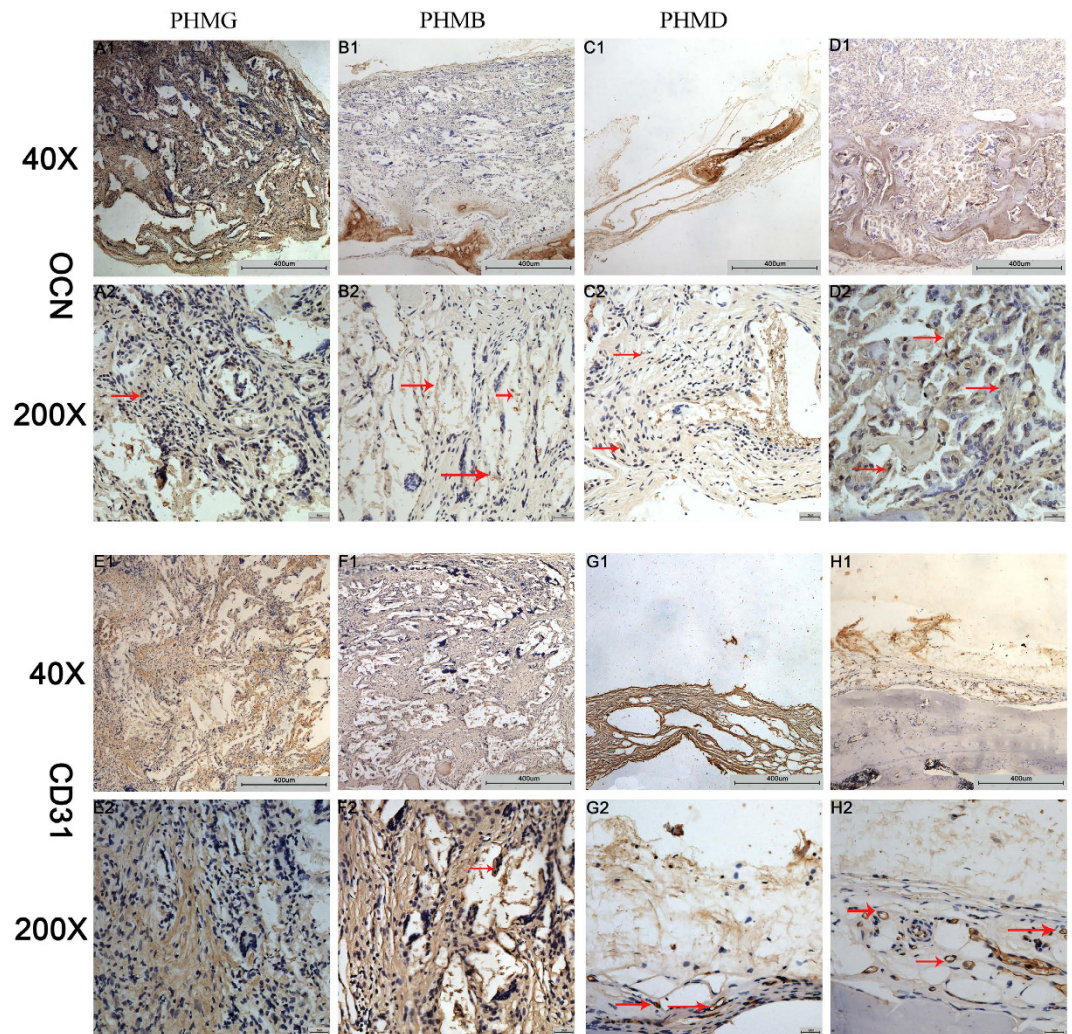 PHMG PHMB PHMD
A1 B1 C1 D1
40X
400um 400um 400um 400um
OCN
A2 B2 C2 D2
200X
E1 F1 G1 H1
40X
400um 400um 400um 400um
CD31
E2 F2 G2 H2
200X